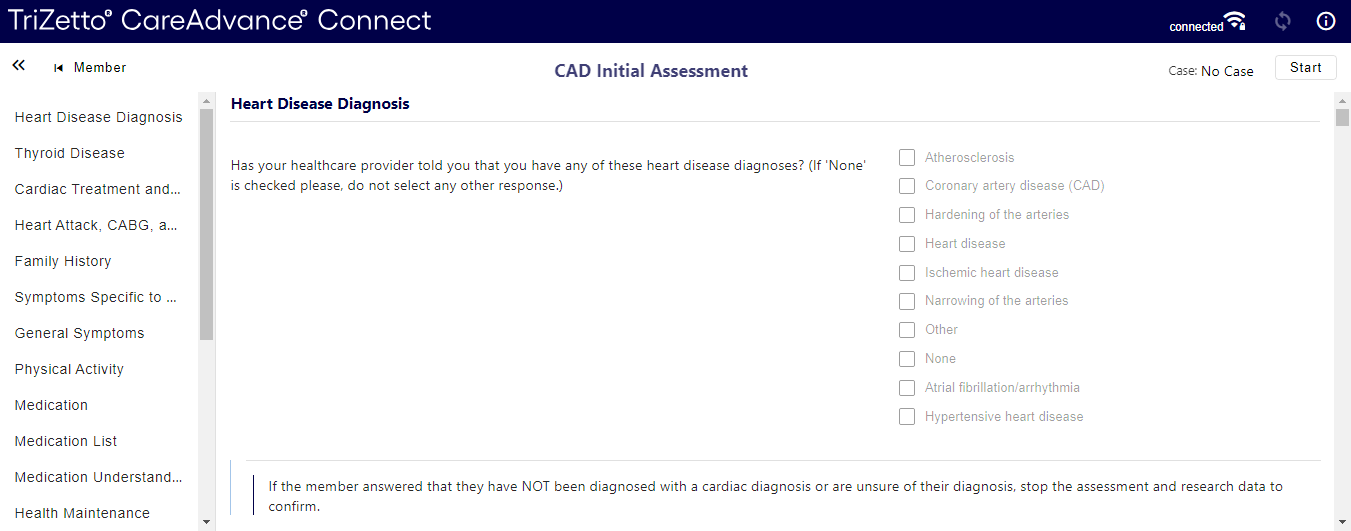 TriZetto® CareAdvance® Connect
connected
Member
CAD Initial Assessment
Case: No Case
Start
Heart Disease Diagnosis
Thyroid Disease
Cardiac Treatment and...
Heart Attack, CABG, a...
Family History
Symptoms Specific to ...
General Symptoms
Physical Activity
Medication
Medication List
Medication Understand...
Health Maintenance
Heart Disease Diagnosis
Has your healthcare provider told you that you have any of these heart disease diagnoses? (If 'None'
is checked please, do not select any other response.)
Atherosclerosis
Coronary artery disease (CAD)
Hardening of the arteries
Heart disease
Ischemic heart disease
Narrowing of the arteries
Other
None
Atrial fibrillation/arrhythmia
Hypertensive heart disease
If the member answered that they have NOT been diagnosed with a cardiac diagnosis or are unsure of their diagnosis, stop the assessment and research data to
confirm.